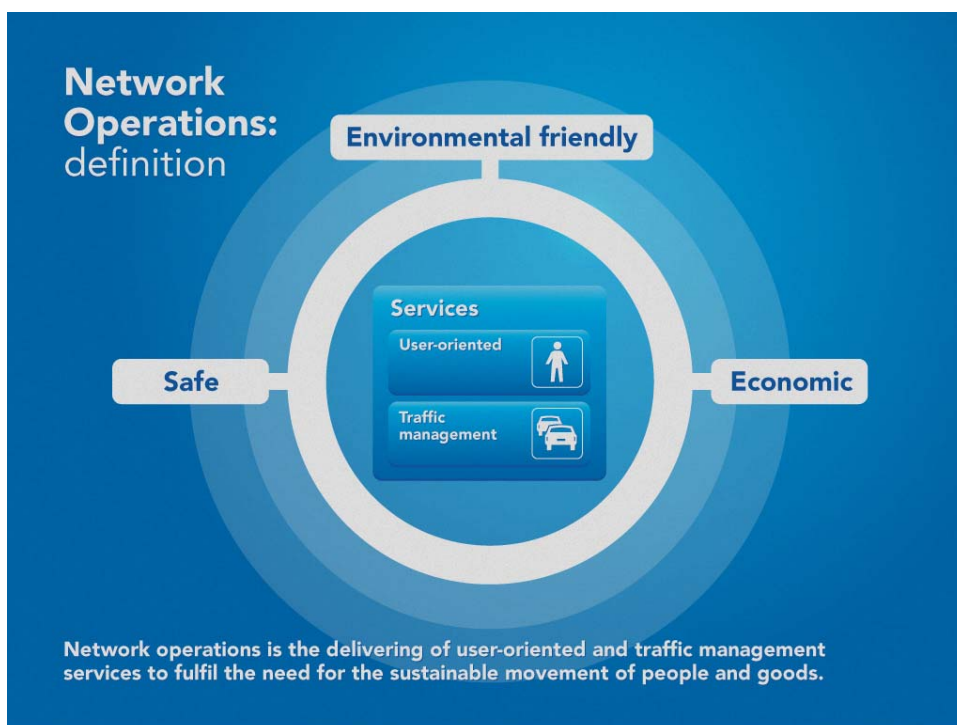 Network
Operations:
definition
Environmental friendly
Services
User-oriented
Safe
Economic
Traffic
management
Network operations is the delivering of user-oriented and traffic management
services to fulfil the need for the sustainable movement of people and goods.